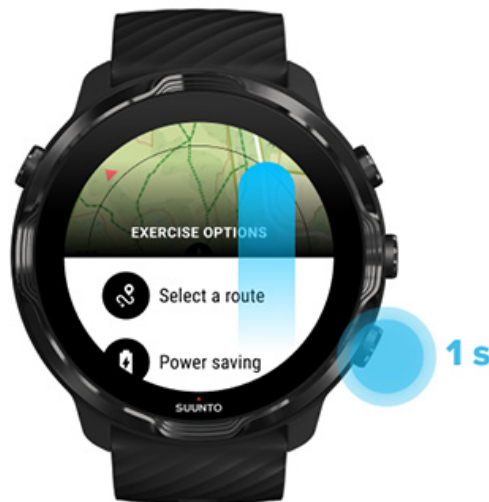 EXERCISE OPTIONS
Select a route
Power saving
1 s
SUUNTO